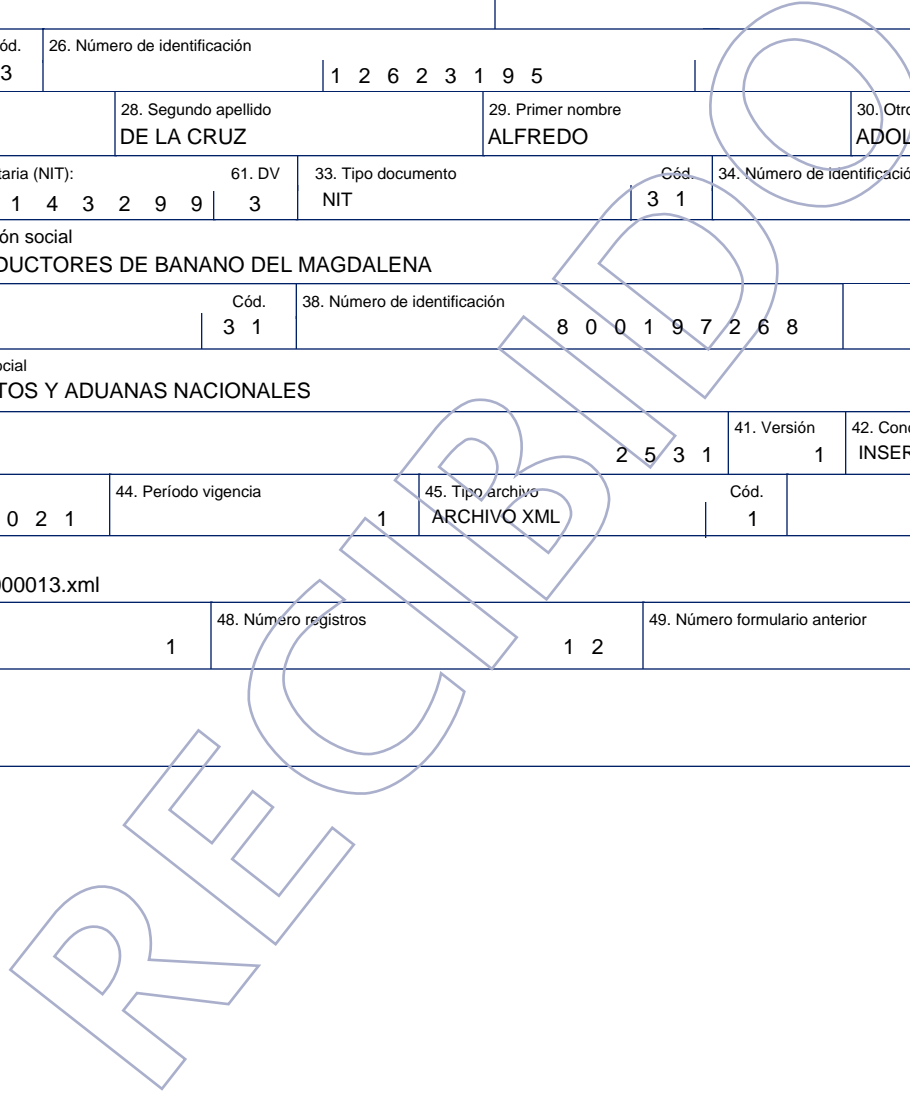 ód. 26. Número de identificación
3 1 2 6 2 3 1 9 5
28. Segundo apellido 29. Primer nombre 30. Otro
DE LA CRUZ ALFREDO ADOL
taria (NIT): 61. DV 33. Tipo documento Cód. 34. Número de identificació
1 4 3 2 9 9 3 NIT 3 1
ón social
DUCTORES DE BANANO DEL MAGDALENA
Cód. 38. Número de identificación
3 1 8 0 0 1 9 7 2 6 8
ocial
TOS Y ADUANAS NACIONALES
41. Versión 42. Conc
2 5 3 1 1 INSER
44. Período vigencia 45. Tipo archivo Cód.
0 2 1 1 ARCHIVO XML 1
000013.xml
48. Número registros 49. Número formulario anterior
1 1 2
RECIBIDO